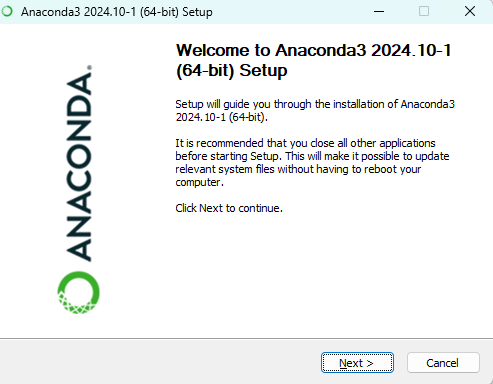 Anaconda3 2024.10-1 (64-bit) Setup
Welcome to Anaconda3 2024.10-1
(64-bit) Setup
Setup will guide you through the installation of Anaconda3
2024.10-1 (64-bit).
It is recommended that you close all other applications
before starting Setup. This will make it possible to update
relevant system files without having to reboot your
computer.
Click Next to continue.
ANACONDA.
Next >
Cancel